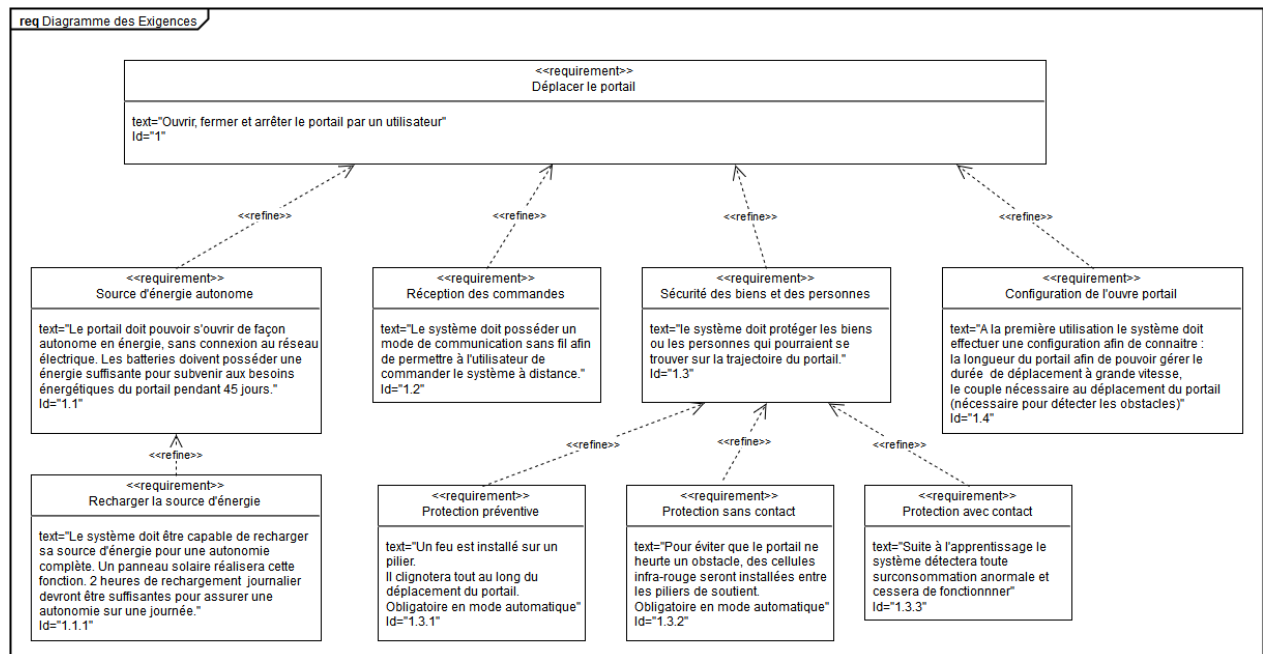 req Diagramme des Exigences
<<requirement>>
Déplacer le portail
text="Ouvrir, fermer et arrêter le portail par un utilisateur"
Id="1"
<<refine>>
<<refine>>
<<refine>>
<<refine>>
<<requirement>>
Source d'énergie autonome
text="Le portail doit pouvoir s'ouvrir de façon
autonome en énergie, sans connexion au réseau
électrique. Les batteries doivent posséder une
énergie suffisante pour subvenir aux besoins
énergétiques du portail pendant 45 jours."
Id="1.1"
<<requirement>>
Réception des commandes
text="Le système doit posséder un
mode de communication sans fil afin
de permettre à l'utilisateur de
commander le système à distance."
Id="1.2"
<<requirement>>
Sécurité des biens et des personnes
text="le système doit protéger les biens
ou les personnes qui pourraient se
trouver sur la trajectoire du portail."
Id="1.3"
<<requirement>>
Configuration de l'ouvre portail
text="A la première utilisation le système doit
effectuer une configuration afin de connaitre :
la longueur du portail afin de pouvoir gérer le
durée de déplacement à grande vitesse,
le couple nécessaire au déplacement du portail
(nécessaire pour détecter les obstacles)"
Id="1.4"
<<refine>>
<<refine>>
<<refine>>
<<refine>>
<<requirement>>
Recharger la source d'énergie
text="Le système doit être capable de recharger
sa source d'énergie pour une autonomie
complète. Un panneau solaire réalisera cette
fonction. 2 heures de rechargement journalier
devront être suffisantes pour assurer une
autonomie sur une journée."
Id="1.1.1"
<<requirement>>
Protection préventive
text="Un feu est installé sur un
pilier.
Il clignotera tout au long du
déplacement du portail.
Obligatoire en mode automatique"
Id="1.3.1"
<<requirement>>
Protection sans contact
text="Pour éviter que le portail ne
heurte un obstacle, des cellules
infra-rouge seront installées entre
les piliers de soutient.
Obligatoire en mode automatique"
Id="1.3.2"
<<requirement>>
Protection avec contact
text="Suite à l'apprentissage le
système détectera toute
surconsommation anormale et
cessera de fonctionnner"
Id="1.3.3"